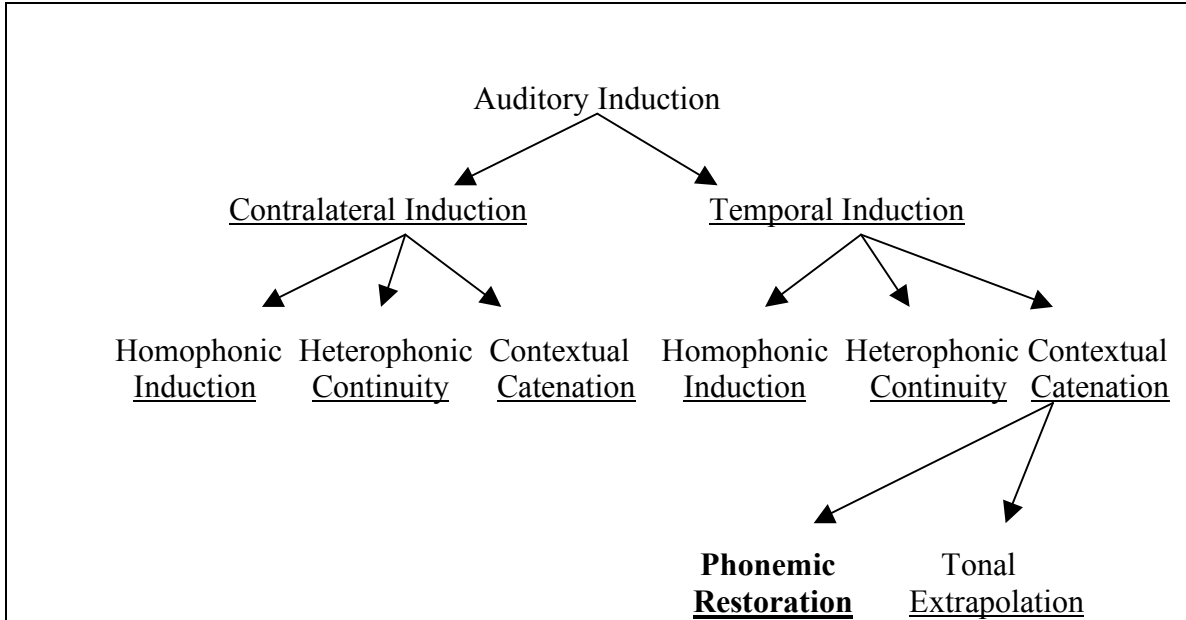 Auditory Induction
Contralateral Induction Temporal Induction
Homophonic Heterophonic Contextual Homophonic Heterophonic Contextual
Induction Continuity Catenation Induction Continuity Catenation
Phonemic Tonal
Restoration Extrapolation